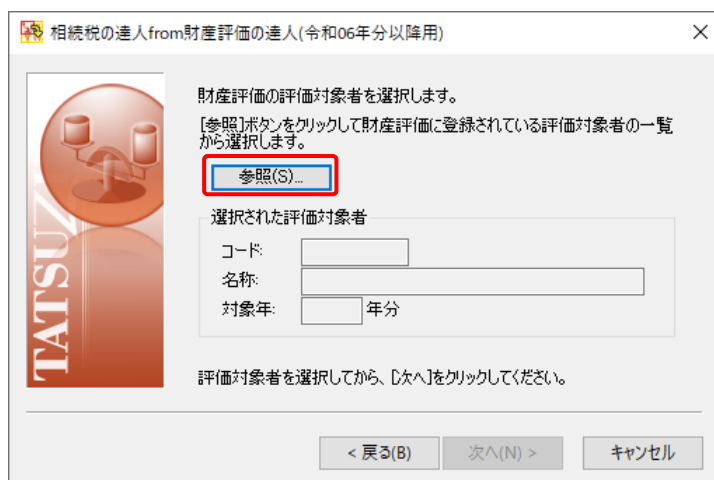 相続税の達人from財産評価の達人(令和06年分以降用)
財産評価の評価対象者を選択します。
[参照]ボタンをクリックして財産評価に登録されている評価対象者の一覧
から選択します。
参照(S)...
選択された評価対象者
コード:
名称:
対象年:
年分
評価対象者を選択してから、[次へ]をクリックしてください。
TATSUZ
< 戻る(B)
次へ(N) >
キャンセル